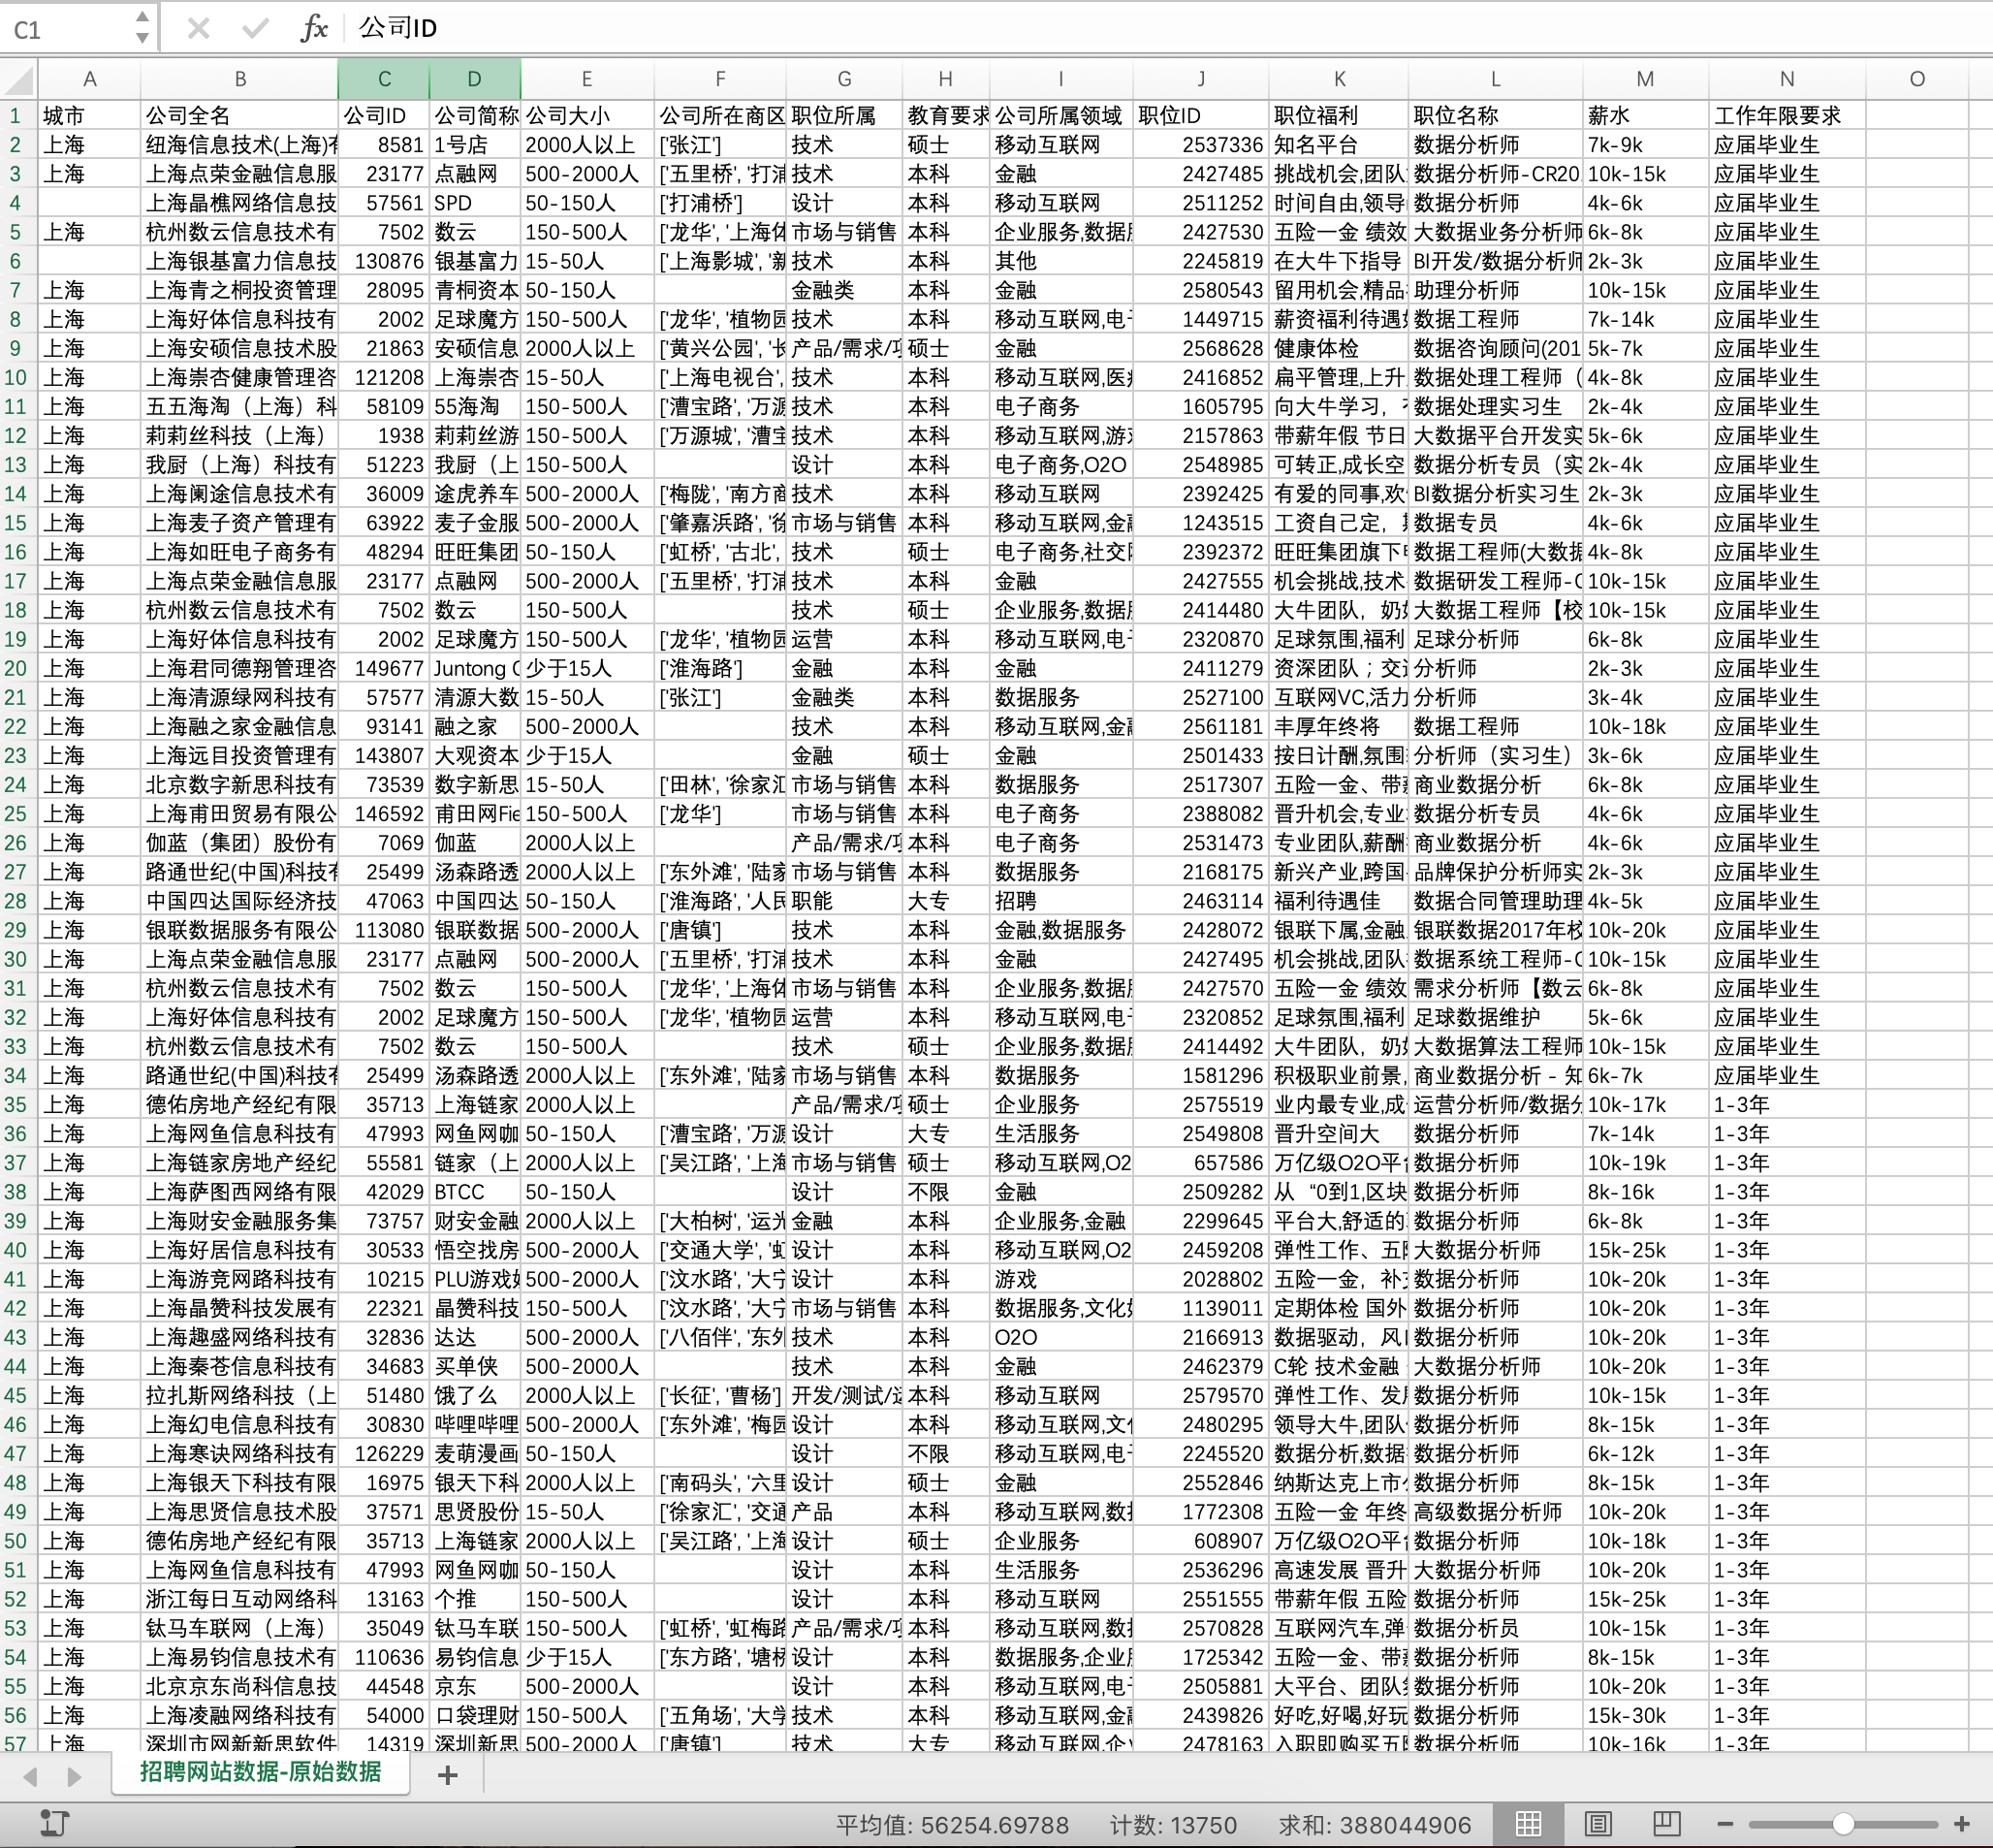 C1 fx 公司ID
A B C D E F G H I J K L M N O
1 城市 公司全名 公司ID 公司简称 公司大小 公司所在商区 职位所属 教育要求 公司所属领域 职位ID 职位福利 职位名称 薪水 工作年限要求
2 上海 纽海信息技术(上海) 8581 1号店 2000人以上 ['张江'] 技术 硕士 移动互联网 2537336 知名平台 数据分析师 7k-9k 应届毕业生
3 上海 上海点荣金融信息服 23177 点融网 500-2000人 ['五里桥', '打浦 技术 本科 金融 2427485 挑战机会,团队 数据分析师-CR20 10k-15k 应届毕业生
4 上海晶樵网络信息技 57561 SPD 50-150人 ['打浦桥'] 设计 本科 移动互联网 2511252 时间自由,领导 数据分析师 4k-6k 应届毕业生
5 上海 杭州数云信息技术有 7502 数云 150-500人 ['龙华', '上海体 市场与销售 本科 企业服务,数据 2427530 五险一金 绩效 大数据业务分析师 6k-8k 应届毕业生
6 上海银基富力信息技 130876 银基富力 15-50人 ['上海影城', '新 技术 本科 其他 2245819 在大牛下指导 BI开发/数据分析师 2k-3k 应届毕业生
7 上海 上海青之桐投资管理 28095 青桐资本 50-150人 金融类 本科 金融 2580543 留用机会,精品 助理分析师 10k-15k 应届毕业生
8 上海 上海好体信息科技有 2002 足球魔方 150-500人 ['龙华', '植物园 技术 本科 移动互联网,电 1449715 薪资福利待遇 数据工程师 7k-14k 应届毕业生
9 上海 上海安硕信息技术股 21863 安硕信息 2000人以上 ['黄兴公园', '长 产品/需求/项 硕士 金融 2568628 健康体检 数据咨询顾问(201 5k-7k 应届毕业生
10 上海 上海崇杏健康管理咨 121208 上海崇杏 15-50人 ['上海电视台', 技术 本科 移动互联网,医 2416852 扁平管理,上升 数据处理工程师（ 4k-8k 应届毕业生
11 上海 五五海淘（上海）科 58109 55海淘 150-500人 ['漕宝路', '万源 技术 本科 电子商务 1605795 向大牛学习， 数据处理实习生 2k-4k 应届毕业生
12 上海 莉莉丝科技（上海） 1938 莉莉丝游 150-500人 ['万源城', '漕宝 技术 本科 移动互联网,游 2157863 带薪年假 节日 大数据平台开发实 5k-6k 应届毕业生
13 上海 我厨（上海）科技有 51223 我厨（上 150-500人 设计 本科 电子商务,O2O 2548985 可转正,成长空 数据分析专员（实 2k-4k 应届毕业生
14 上海 上海阑途信息技术有 36009 途虎养车 500-2000人 ['梅陇', '南方商 技术 本科 移动互联网 2392425 有爱的同事,欢 BI数据分析实习生 2k-3k 应届毕业生
15 上海 上海麦子资产管理有 63922 麦子金服 500-2000人 ['肇嘉浜路', '徐 市场与销售 本科 移动互联网,金融 1243515 工资自己定， 数据专员 4k-6k 应届毕业生
16 上海 上海如旺电子商务有 48294 旺旺集团 50-150人 ['虹桥', '古北', 技术 硕士 电子商务,社交 2392372 旺旺集团旗下 数据工程师(大数据 4k-8k 应届毕业生
17 上海 上海点荣金融信息服 23177 点融网 500-2000人 ['五里桥', '打浦 技术 本科 金融 2427555 机会挑战,技术 数据研发工程师-C 10k-15k 应届毕业生
18 上海 杭州数云信息技术有 7502 数云 150-500人 技术 硕士 企业服务,数据 2414480 大牛团队，奶 大数据工程师【校 10k-15k 应届毕业生
19 上海 上海好体信息科技有 2002 足球魔方 150-500人 ['龙华', '植物园 运营 本科 移动互联网,电 2320870 足球氛围,福利 足球分析师 6k-8k 应届毕业生
20 上海 上海君同德翔管理咨 149677 Juntong C 少于15人 ['淮海路'] 金融 本科 金融 2411279 资深团队；交 分析师 2k-3k 应届毕业生
21 上海 上海清源绿网科技有 57577 清源大数 15-50人 ['张江'] 金融类 本科 数据服务 2527100 互联网VC,活力 分析师 3k-4k 应届毕业生
22 上海 上海融之家金融信息 93141 融之家 500-2000人 技术 本科 移动互联网,金融 2561181 丰厚年终将 数据工程师 10k-18k 应届毕业生
23 上海 上海远目投资管理有 143807 大观资本 少于15人 金融 硕士 金融 2501433 按日计酬,氛围 分析师（实习生） 3k-6k 应届毕业生
24 上海 北京数字新思科技有 73539 数字新思 15-50人 ['田林', '徐家汇 市场与销售 本科 数据服务 2517307 五险一金、带薪 商业数据分析 6k-8k 应届毕业生
25 上海 上海甫田贸易有限公 146592 甫田网Fie 150-500人 ['龙华'] 市场与销售 本科 电子商务 2388082 晋升机会,专业 数据分析专员 4k-6k 应届毕业生
26 上海 伽蓝（集团）股份有 7069 伽蓝 2000人以上 产品/需求/项 本科 电子商务 2531473 专业团队,薪酬 商业数据分析 4k-6k 应届毕业生
27 上海 路通世纪(中国)科技有 25499 汤森路透 2000人以上 ['东外滩', '陆家 市场与销售 本科 数据服务 2168175 新兴产业,跨国 品牌保护分析师实 2k-3k 应届毕业生
28 上海 中国四达国际经济技 47063 中国四达 50-150人 ['淮海路', '人民 职能 大专 招聘 2463114 福利待遇佳 数据合同管理助理 4k-5k 应届毕业生
29 上海 银联数据服务有限公 113080 银联数据 500-2000人 ['唐镇'] 技术 本科 金融,数据服务 2428072 银联下属,金融 银联数据2017年校 10k-20k 应届毕业生
30 上海 上海点荣金融信息服 23177 点融网 500-2000人 ['五里桥', '打浦 技术 本科 金融 2427495 机会挑战,团队 数据系统工程师-C 10k-15k 应届毕业生
31 上海 杭州数云信息技术有 7502 数云 150-500人 ['龙华', '上海体 市场与销售 本科 企业服务,数据 2427570 五险一金 绩效 需求分析师【数云 6k-8k 应届毕业生
32 上海 上海好体信息科技有 2002 足球魔方 150-500人 ['龙华', '植物园 运营 本科 移动互联网,电 2320852 足球氛围,福利 足球数据维护 5k-6k 应届毕业生
33 上海 杭州数云信息技术有 7502 数云 150-500人 技术 硕士 企业服务,数据 2414492 大牛团队，奶 大数据算法工程师 10k-15k 应届毕业生
34 上海 路通世纪(中国)科技有 25499 汤森路透 2000人以上 ['东外滩', '陆家 市场与销售 本科 数据服务 1581296 积极职业前景, 商业数据分析 - 知 6k-7k 应届毕业生
35 上海 德佑房地产经纪有限 35713 上海链家 2000人以上 产品/需求/项 硕士 企业服务 2575519 业内最专业,成 运营分析师/数据分 10k-17k 1-3年
36 上海 上海网鱼信息科技有 47993 网鱼网咖 50-150人 ['漕宝路', '万源 设计 大专 生活服务 2549808 晋升空间大 数据分析师 7k-14k 1-3年
37 上海 上海链家房地产经纪 55581 链家（上 2000人以上 ['吴江路', '上海 市场与销售 硕士 移动互联网,O2 657586 万亿级O2O平台 数据分析师 10k-19k 1-3年
38 上海 上海萨图西网络有限 42029 BTCC 50-150人 设计 不限 金融 2509282 从 “0到1,区块 数据分析师 8k-16k 1-3年
39 上海 上海财安金融服务集 73757 财安金融 2000人以上 ['大柏树', '运光 金融 本科 企业服务,金融 2299645 平台大,舒适的 数据分析师 6k-8k 1-3年
40 上海 上海好居信息科技有 30533 悟空找房 500-2000人 ['交通大学', '虹 设计 本科 移动互联网,O2 2459208 弹性工作、五险 大数据分析师 15k-25k 1-3年
41 上海 上海游竞网路科技有 10215 PLU游戏 500-2000人 ['汶水路', '大宁 设计 本科 游戏 2028802 五险一金，补 数据分析师 10k-20k 1-3年
42 上海 上海晶赞科技发展有 22321 晶赞科技 150-500人 ['汶水路', '大宁 市场与销售 本科 数据服务,文化 1139011 定期体检 国外 数据分析师 10k-20k 1-3年
43 上海 上海趣盛网络科技有 32836 达达 500-2000人 ['八佰伴', '东外 技术 本科 O2O 2166913 数据驱动，风 数据分析师 10k-20k 1-3年
44 上海 上海秦苍信息科技有 34683 买单侠 500-2000人 技术 本科 金融 2462379 C轮 技术金融 大数据分析师 10k-20k 1-3年
45 上海 拉扎斯网络科技（上 51480 饿了么 2000人以上 ['长征', '曹杨'] 开发/测试/运 本科 移动互联网 2579570 弹性工作、发展 数据分析师 10k-15k 1-3年
46 上海 上海幻电信息科技有 30830 哔哩哔哩 500-2000人 ['东外滩', '梅园 设计 本科 移动互联网,文化 2480295 领导大牛,团队 数据分析师 8k-15k 1-3年
47 上海 上海寒诀网络科技有 126229 麦萌漫画 50-150人 设计 不限 移动互联网,电 2245520 数据分析,数据 数据分析师 6k-12k 1-3年
48 上海 上海银天下科技有限 16975 银天下科 2000人以上 ['南码头', '六里 设计 硕士 金融 2552846 纳斯达克上市 数据分析师 8k-15k 1-3年
49 上海 上海思贤信息技术股 37571 思贤股份 15-50人 ['徐家汇', '交通 产品 本科 移动互联网,数据 1772308 五险一金 年终 高级数据分析师 10k-20k 1-3年
50 上海 德佑房地产经纪有限 35713 上海链家 2000人以上 ['吴江路', '上海 设计 硕士 企业服务 608907 万亿级O2O平台 数据分析师 10k-18k 1-3年
51 上海 上海网鱼信息科技有 47993 网鱼网咖 50-150人 设计 本科 生活服务 2536296 高速发展 晋升 大数据分析师 10k-20k 1-3年
52 上海 浙江每日互动网络科 13163 个推 150-500人 设计 本科 移动互联网 2551555 带薪年假 五险 数据分析师 15k-25k 1-3年
53 上海 钛马车联网（上海） 35049 钛马车联 150-500人 ['虹桥', '虹梅路 产品/需求/项 本科 移动互联网,数据 2570828 互联网汽车,弹 数据分析员 10k-15k 1-3年
54 上海 上海易钧信息技术有 110636 易钧信息 少于15人 ['东方路', '塘桥 设计 本科 数据服务,企业 1725342 五险一金、带薪 数据分析师 8k-15k 1-3年
55 上海 北京京东尚科信息技 44548 京东 500-2000人 设计 本科 移动互联网,电 2505881 大平台、团队 数据分析师 10k-20k 1-3年
56 上海 上海凌融网络科技有 54000 口袋理财 150-500人 ['五角场', '大学 技术 本科 移动互联网,金融 2439826 好吃,好喝,好玩 数据分析师 15k-30k 1-3年
57 上海 深圳市网新新思软件 14319 深圳新思 500-2000人 ['唐镇'] 技术 大专 移动互联网,企 2478163 入职即购买五险 数据分析师 10k-16k 1-3年
招聘网站数据-原始数据 +
平均值: 56254.69788 计数: 13750 求和: 388044906